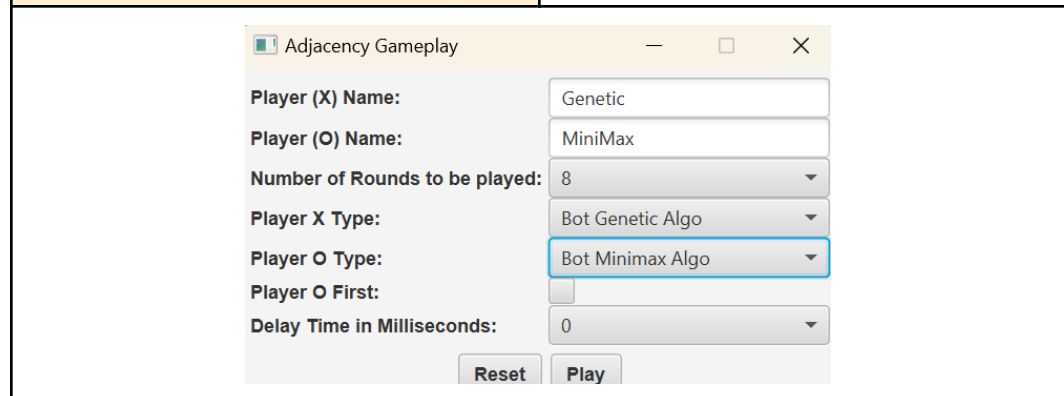 Adjacency Gameplay
Player (X) Name: Genetic
Player (O) Name: MiniMax
Number of Rounds to be played: 8
Player X Type: Bot Genetic Algo
Player O Type: Bot Minimax Algo
Player O First:
Delay Time in Milliseconds: 0
Reset Play